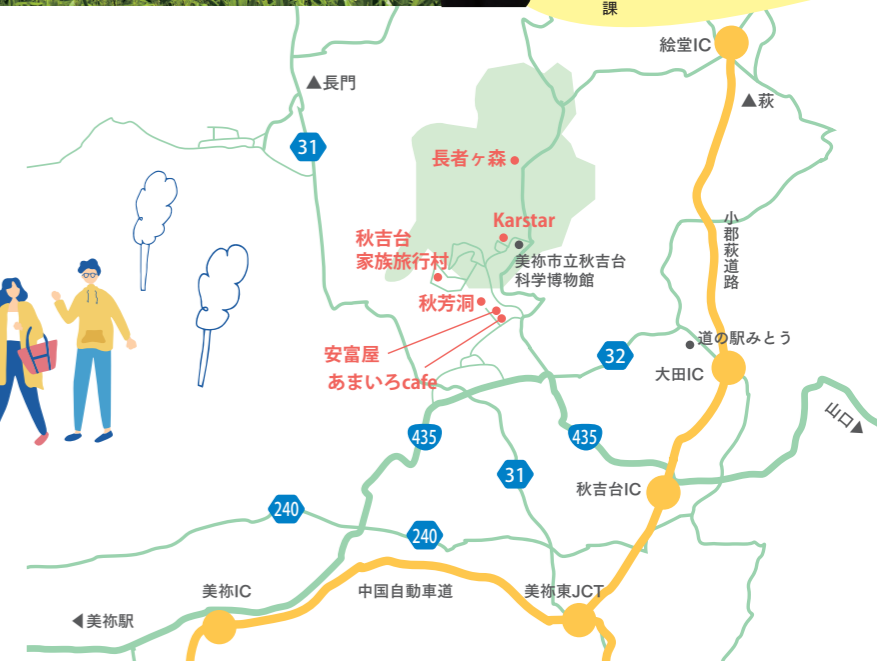 課
絵堂IC
▲長門
▲萩
31
長者ヶ森
Karstar
小郡萩道路
秋吉台
家族旅行村
美祢市立秋吉台
科学博物館
秋芳洞
安富屋
あまいろcafe
道の駅みとう
32
大田IC
山口▲
435
435
31
秋吉台IC
240
240
美祢IC
中国自動車道
美祢東JCT
◀美祢駅